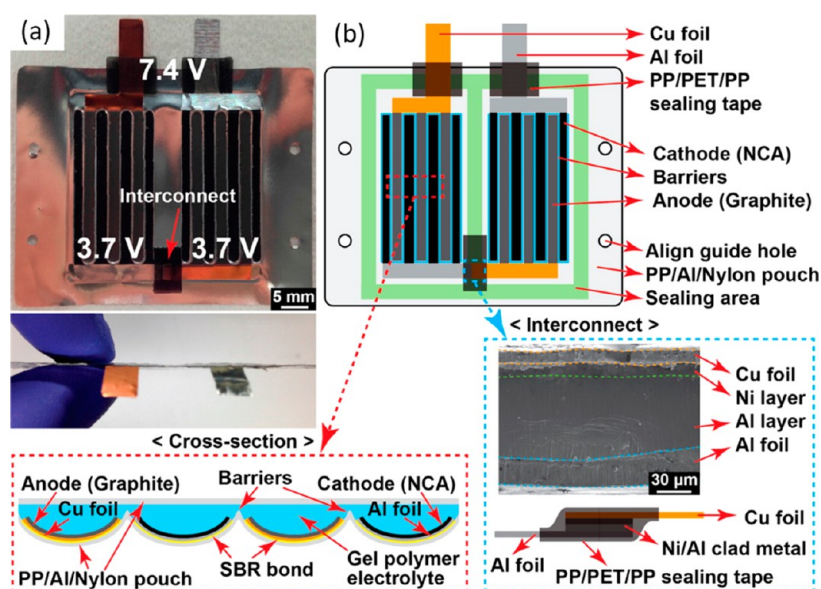 (a)
7.4 V
Interconnect
3.7 V
3.7 V
5 mm
(b)
Cu foil
Al foil
PP/PET/PP
sealing tape
Cathode (NCA)
Barriers
Anode (Graphite)
Align guide hole
PP/Al/Nylon pouch
Sealing area
< Cross-section >
Anode (Graphite)
Barriers
Cathode (NCA)
Cu foil
Al foil
PP/Al/Nylon pouch
SBR bond
Gel polymer
electrolyte
< Interconnect >
Cu foil
Ni layer
Al layer
Al foil
30 µm
Cu foil
Ni/Al clad metal
Al foil
PP/PET/PP sealing tape